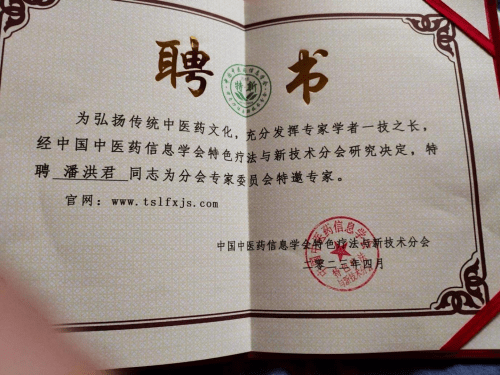 聘书
为弘扬传统中医药文化，充分发挥专家学者一技之长，
经中国中医药信息学会特色疗法与新技术分会研究决定，特
聘 潘洪君 同志为分会专家委员会特邀专家。
官网：www.tslfxjs.com
中国中医药信息学会特色疗法与新技术分会
二零二一年四月